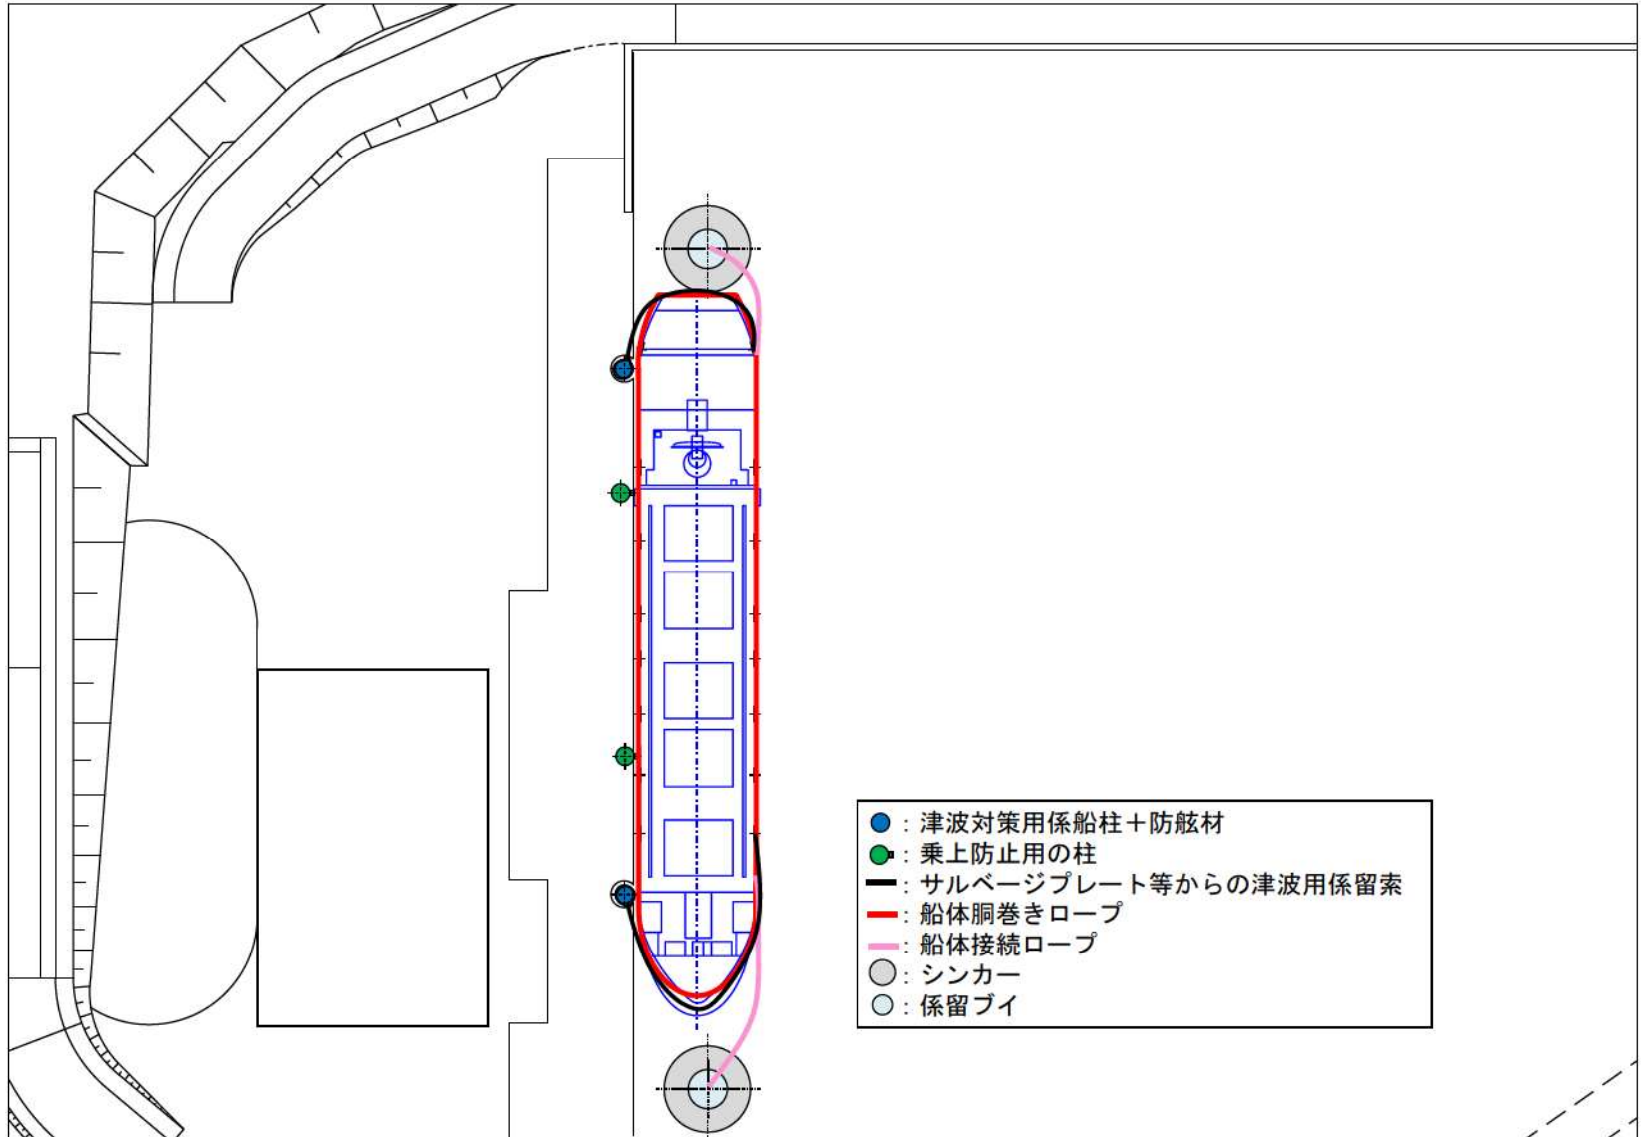 ：津波対策用係船柱＋防舷材
：乗上防止用の柱
：サルベージプレート等からの津波用係留索
：船体胴巻きロープ
：船体接続ロープ
：シンカー
：係留ブイ